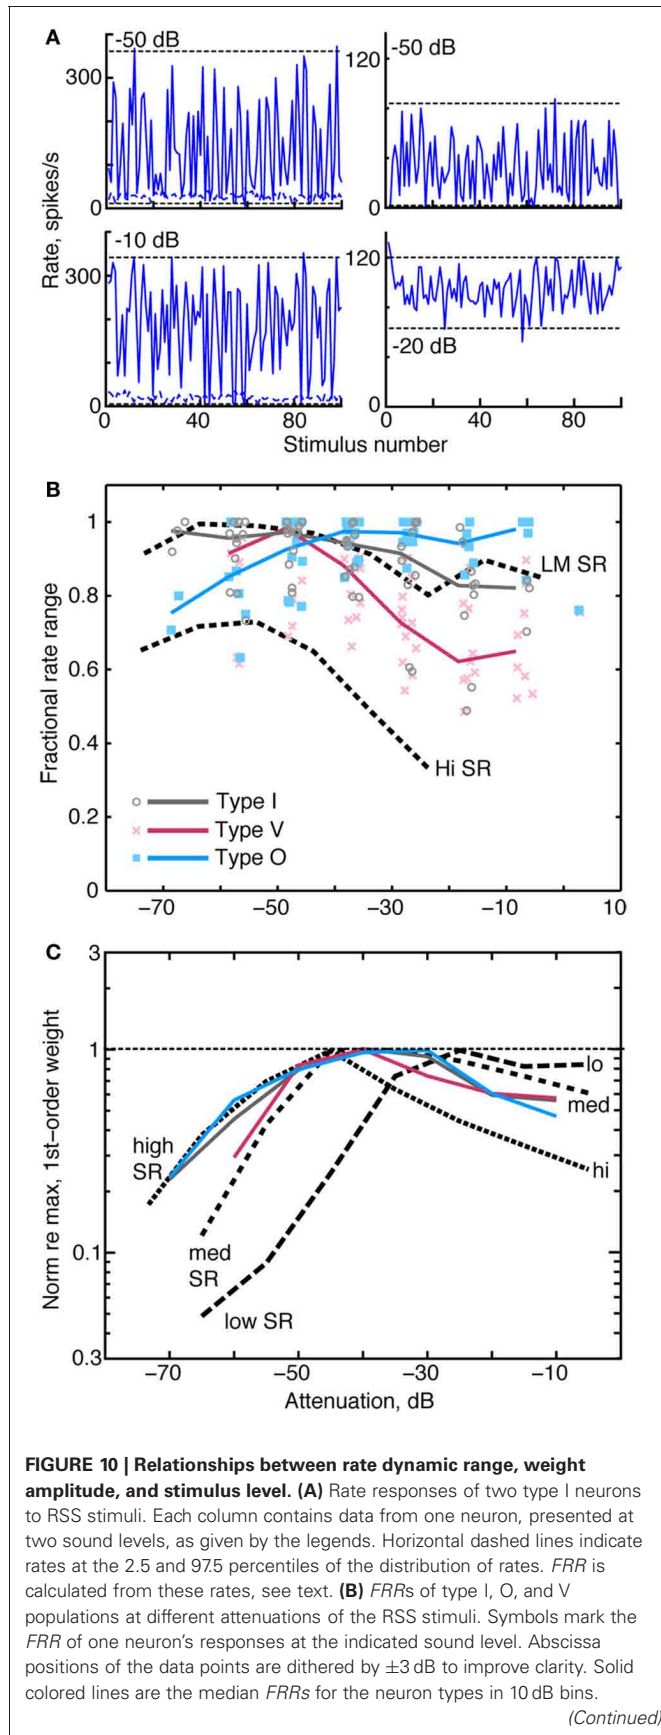 A
-50 dB
-50 dB
300
0
120
0
Rate, spikes/s
-10 dB
300
0
120
0
-20 dB
0 40 80
0 40 80
Stimulus number
B
1
0.8
0.6
0.4
0.2
0
Fractional rate range
LM SR
Hi SR
Type I
Type V
Type O
−70 −50 −30 −10 10
C
3
1
0.1
0.3
Norm re max, 1st–order weight
lo
med
hi
high
SR
med
SR
low SR
−70 −50 −30 −10
Attenuation, dB
FIGURE 10 | Relationships between rate dynamic range, weight
amplitude, and stimulus level. (A) Rate responses of two type I neurons
to RSS stimuli. Each column contains data from one neuron, presented at
two sound levels, as given by the legends. Horizontal dashed lines indicate
rates at the 2.5 and 97.5 percentiles of the distribution of rates. FRR is
calculated from these rates, see text. (B) FRRs of type I, O, and V
populations at different attenuations of the RSS stimuli. Symbols mark the
FRR of one neuron's responses at the indicated sound level. Abscissa
positions of the data points are dithered by ±3 dB to improve clarity. Solid
colored lines are the median FRRs for the neuron types in 10 dB bins.
(Continued)